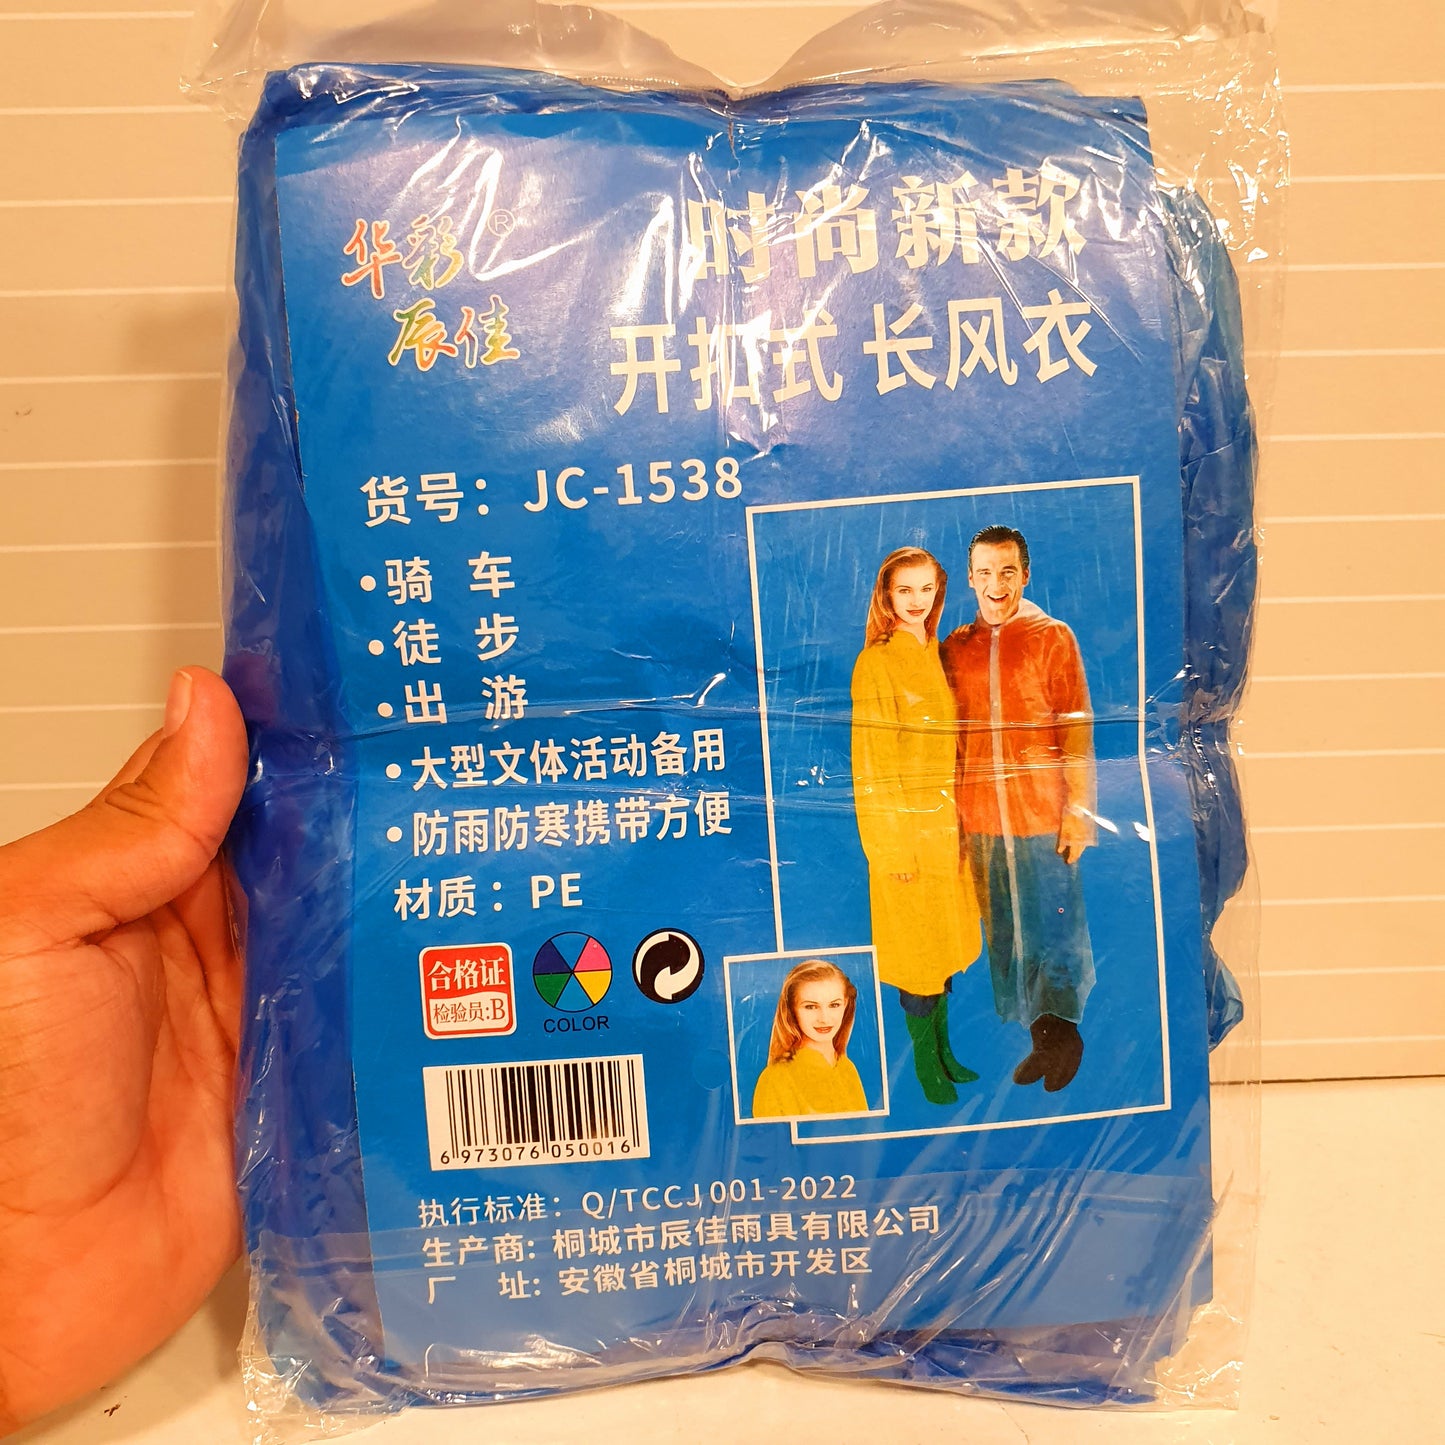 华彩®
辰佳
时尚新款
开扣式 长风衣
货号：JC-1538
•骑 车
•徒 步
•出 游
•大型文体活动备用
•防雨防寒携带方便
材质：PE
合格证
检验员:B
COLOR
6 973076 050016
执行标准：Q/TCCJ 001-2022
生产商：桐城市辰佳雨具有限公司
厂 址：安徽省桐城市开发区